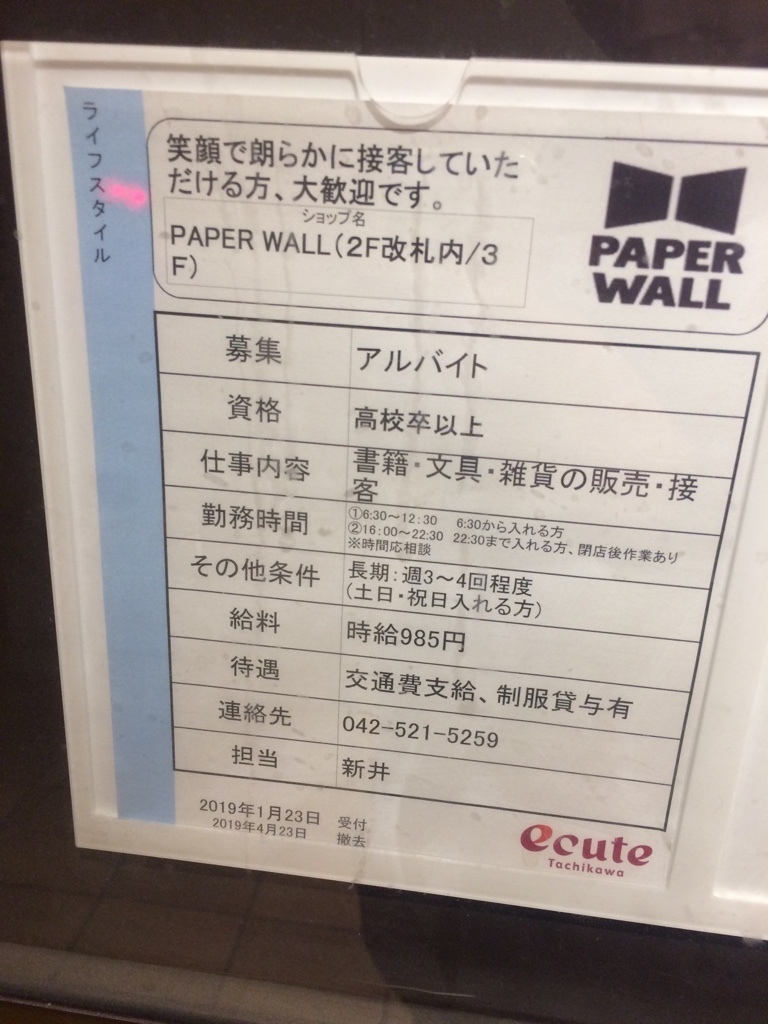 ライフスタイル
笑顔で朗らかに接客していた
だける方、大歓迎です。
ショップ名
PAPER WALL(2F改札内/3
F)
PAPER
WALL
募集 アルバイト
資格 高校卒以上
仕事内容 書籍・文具・雑貨の販売・接
客
勤務時間 ①6:30～12:30 6:30から入れる方
②16:00～22:30 22:30まで入れる方、閉店後作業あり
※時間応相談
その他条件 長期:週3～4回程度
(土日・祝日入れる方)
給料 時給985円
待遇 交通費支給、制服貸与有
連絡先 042-521-5259
担当 新井
2019年1月23日 受付
2019年4月23日 撤去
ecute
Tachikawa